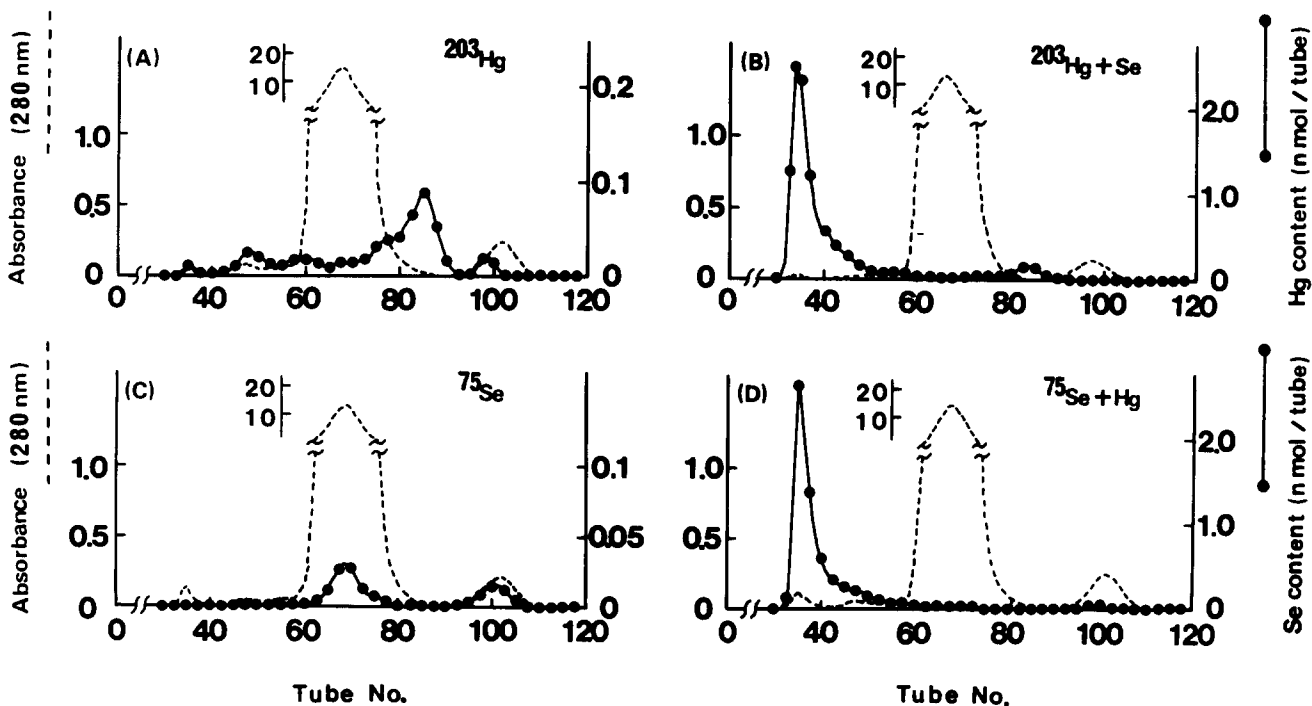 Absorbance (280 nm)
(A)
203Hg
20
10
1.0
0.5
0
0.2
0.1
0
0 40 60 80 100 120
(B)
203Hg + Se
20
10
1.0
0.5
0
2.0
1.0
0
0 40 60 80 100 120
Hg content (n mol / tube)
Absorbance (280 nm)
(C)
75Se
20
10
1.0
0.5
0
0.1
0.05
0
0 40 60 80 100 120
Tube No.
(D)
75Se + Hg
20
10
1.0
0.5
0
2.0
1.0
0
0 40 60 80 100 120
Tube No.
Se content (n mol / tube)